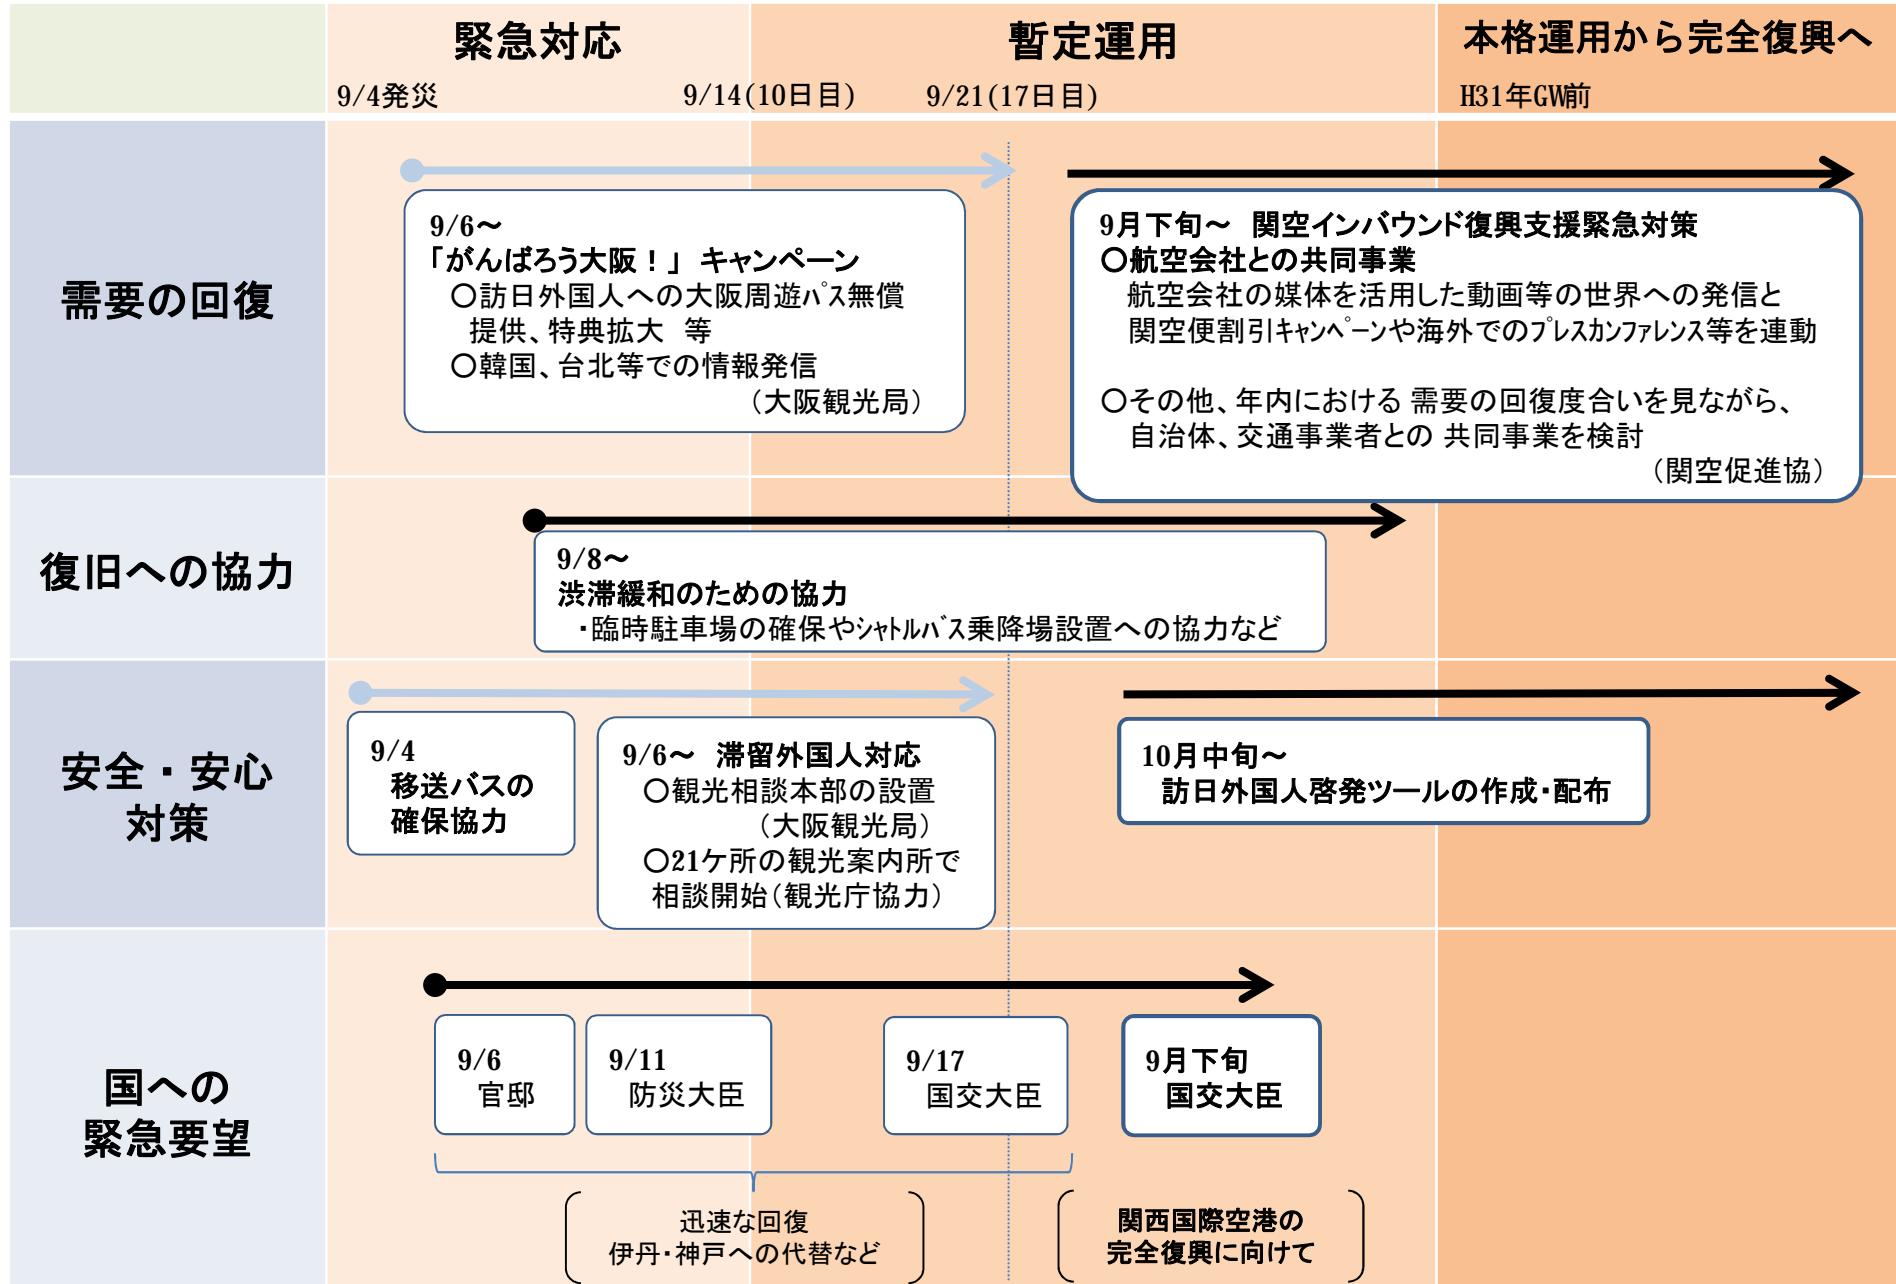 緊急対応
暫定運用
本格運用から完全復興へ
9/4発災
9/14(10日目)
9/21(17日目)
H31年GW前
需要の回復
9/6～
「がんばろう大阪！」 キャンペーン
○訪日外国人への大阪周遊ﾊﾟｽ無償
提供、特典拡大 等
○韓国、台北等での情報発信
（大阪観光局）
9月下旬～ 関空インバウンド復興支援緊急対策
○航空会社との共同事業
航空会社の媒体を活用した動画等の世界への発信と
関空便割引ｷｬﾝﾍﾟｰﾝや海外でのﾌﾟﾚｽｶﾝﾌｧﾚﾝｽ等を連動
○その他、年内における 需要の回復度合いを見ながら、
自治体、交通事業者との 共同事業を検討
（関空促進協）
復旧への協力
9/8～
渋滞緩和のための協力
・臨時駐車場の確保やｼｬﾄﾙﾊﾞｽ乗降場設置への協力など
安全・安心
対策
9/4
移送バスの
確保協力
9/6～ 滞留外国人対応
○観光相談本部の設置
（大阪観光局）
○21ケ所の観光案内所で
相談開始（観光庁協力）
10月中旬～
訪日外国人啓発ツールの作成・配布
国への
緊急要望
9/6
官邸
9/11
防災大臣
9/17
国交大臣
9月下旬
国交大臣
迅速な回復
伊丹・神戸への代替など
関西国際空港の
完全復興に向けて